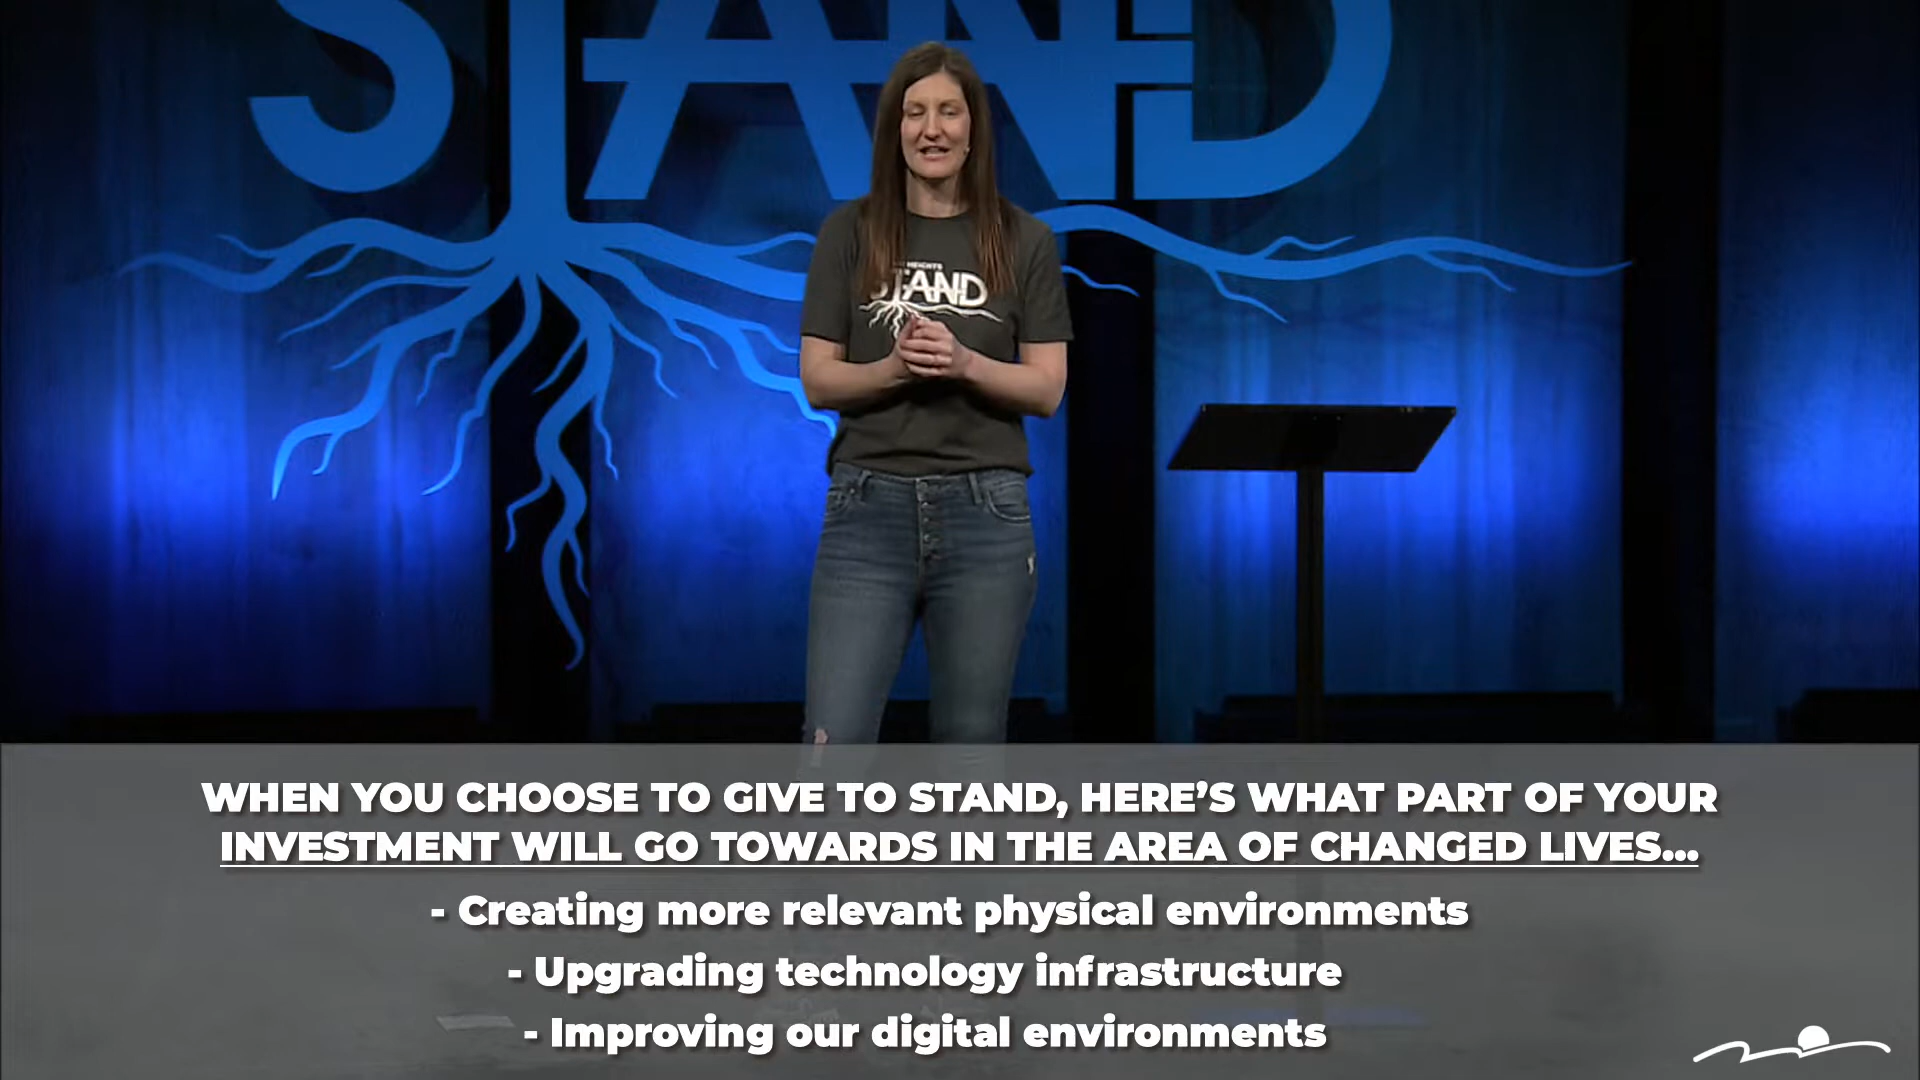 STAND
HEIGHTS
STAND
WHEN YOU CHOOSE TO GIVE TO STAND, HERE'S WHAT PART OF YOUR
INVESTMENT WILL GO TOWARDS IN THE AREA OF CHANGED LIVES...
- Creating more relevant physical environments
- Upgrading technology infrastructure
- Improving our digital environments